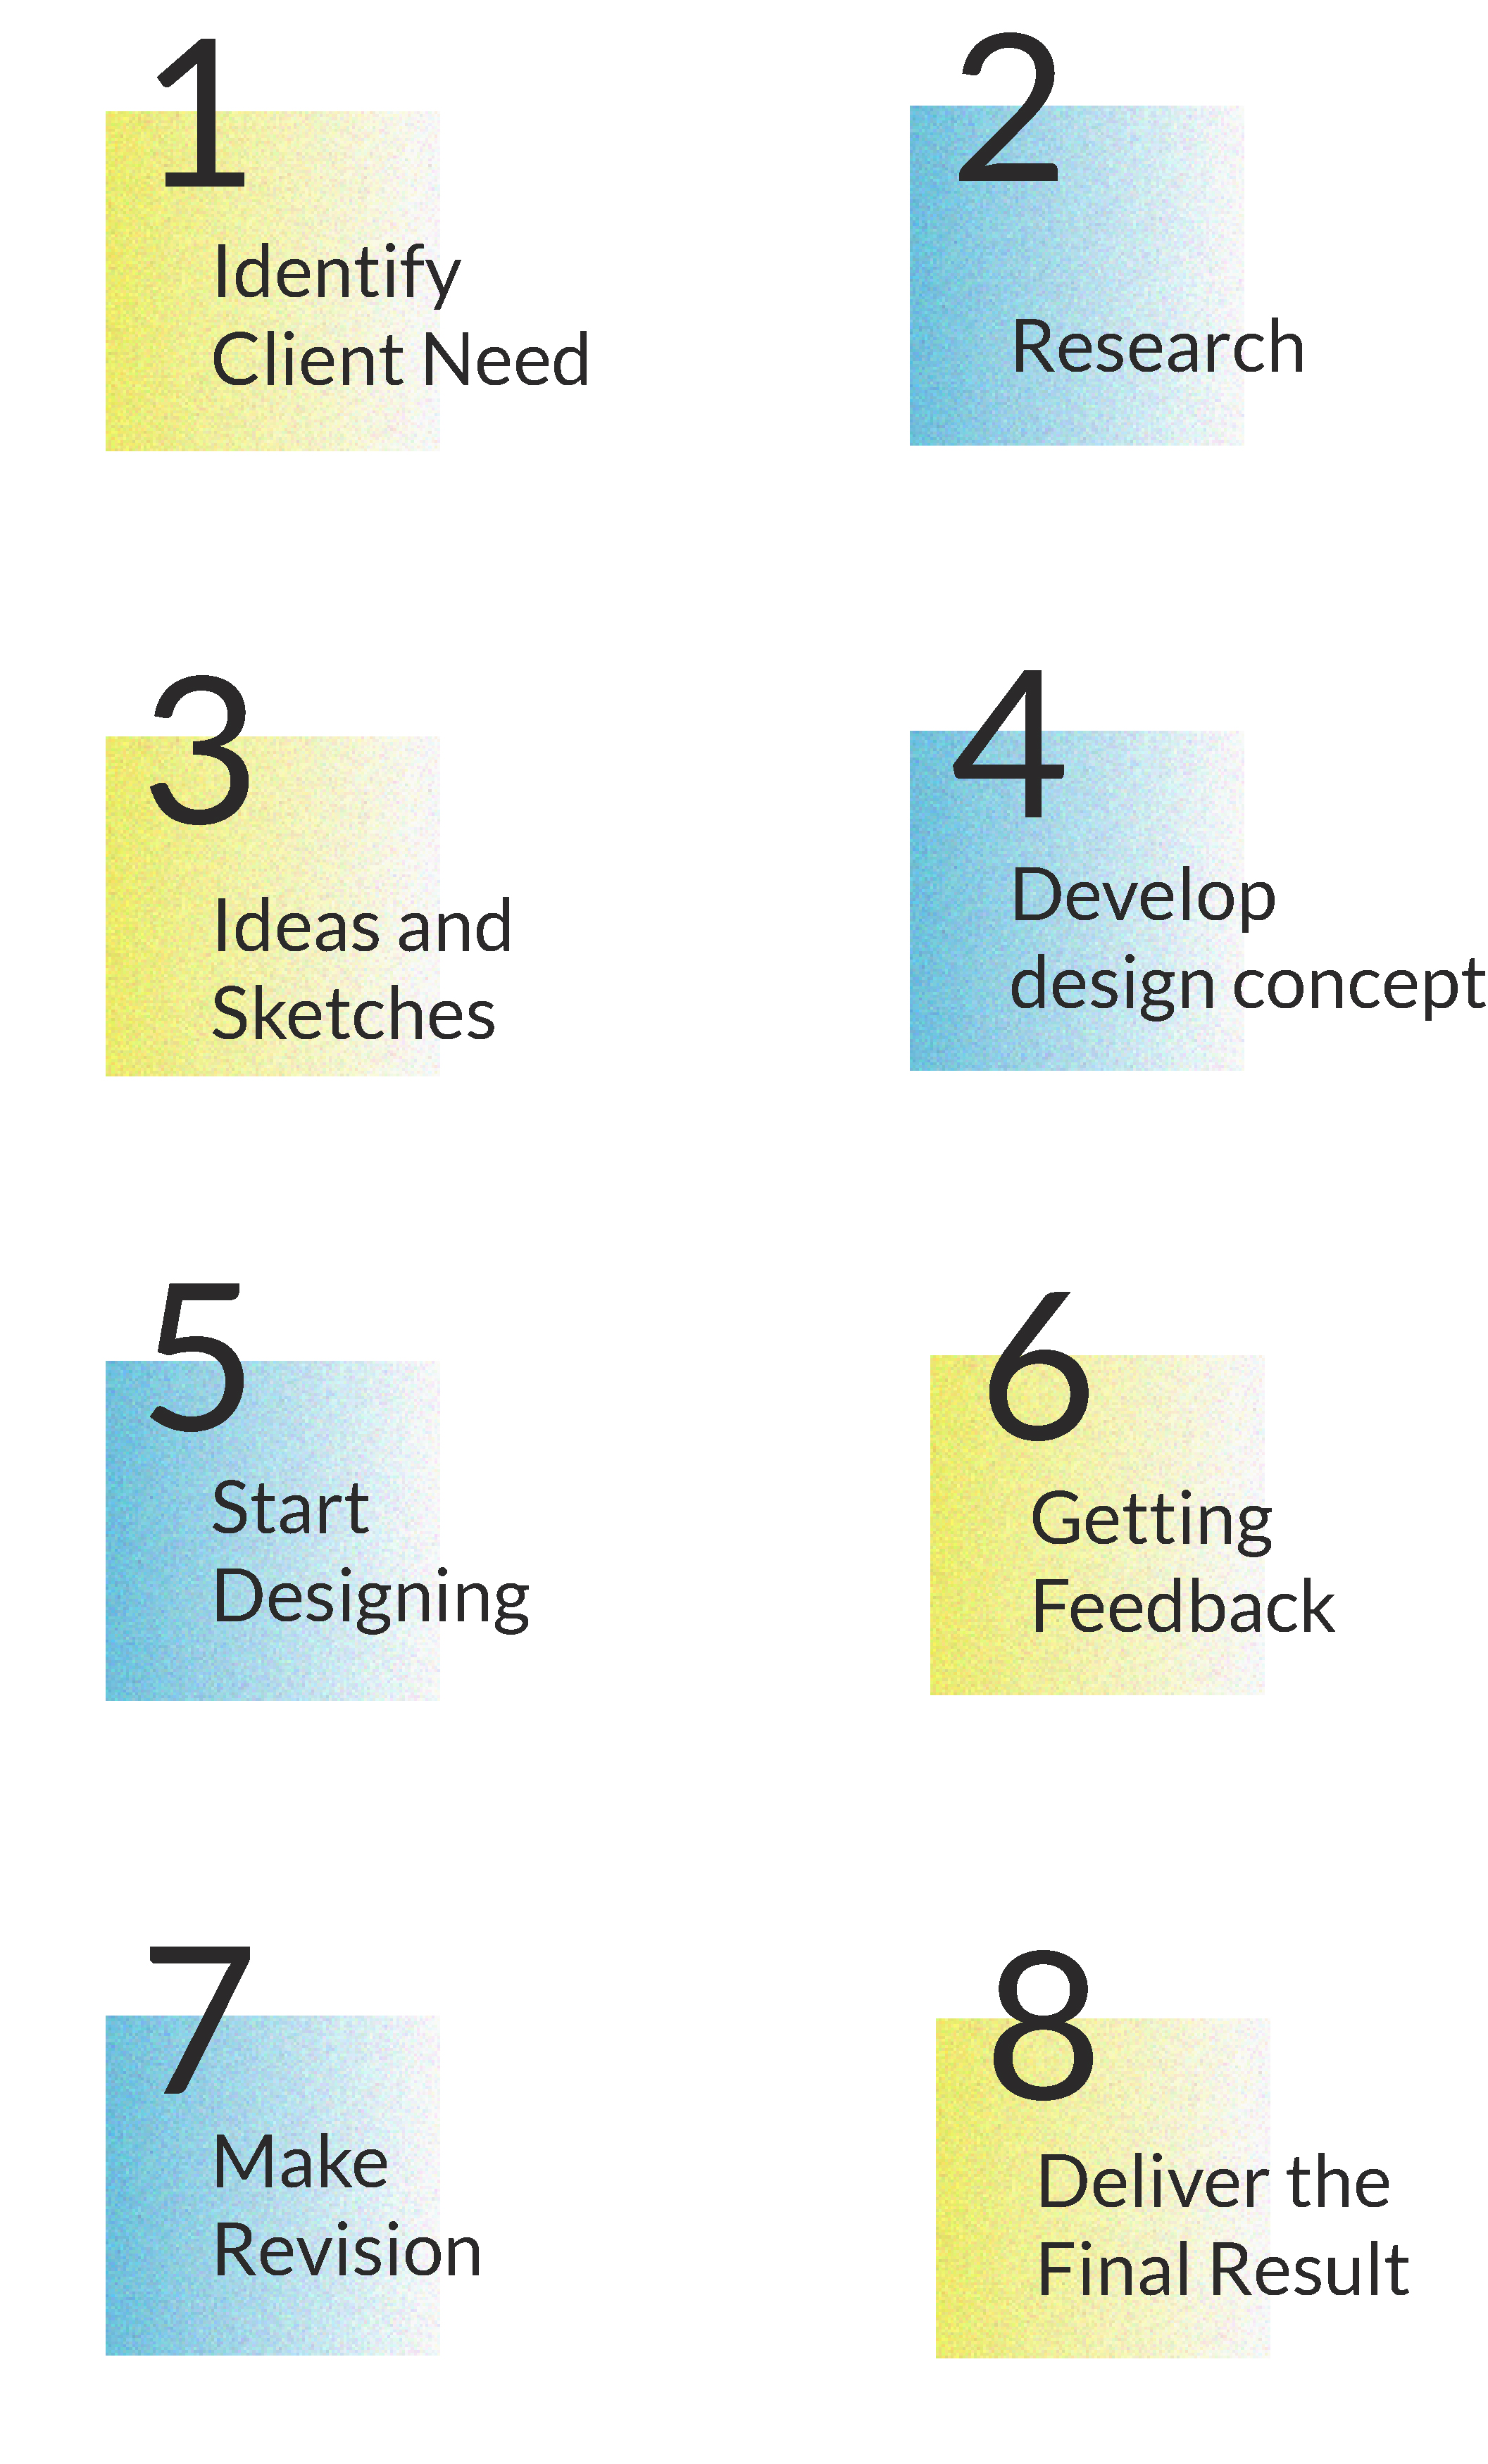 1
Identify
Client Need
2
Research
3
Ideas and
Sketches
4
Develop
design concept
5
Start
Designing
6
Getting
Feedback
7
Make
Revision
8
Deliver the
Final Result